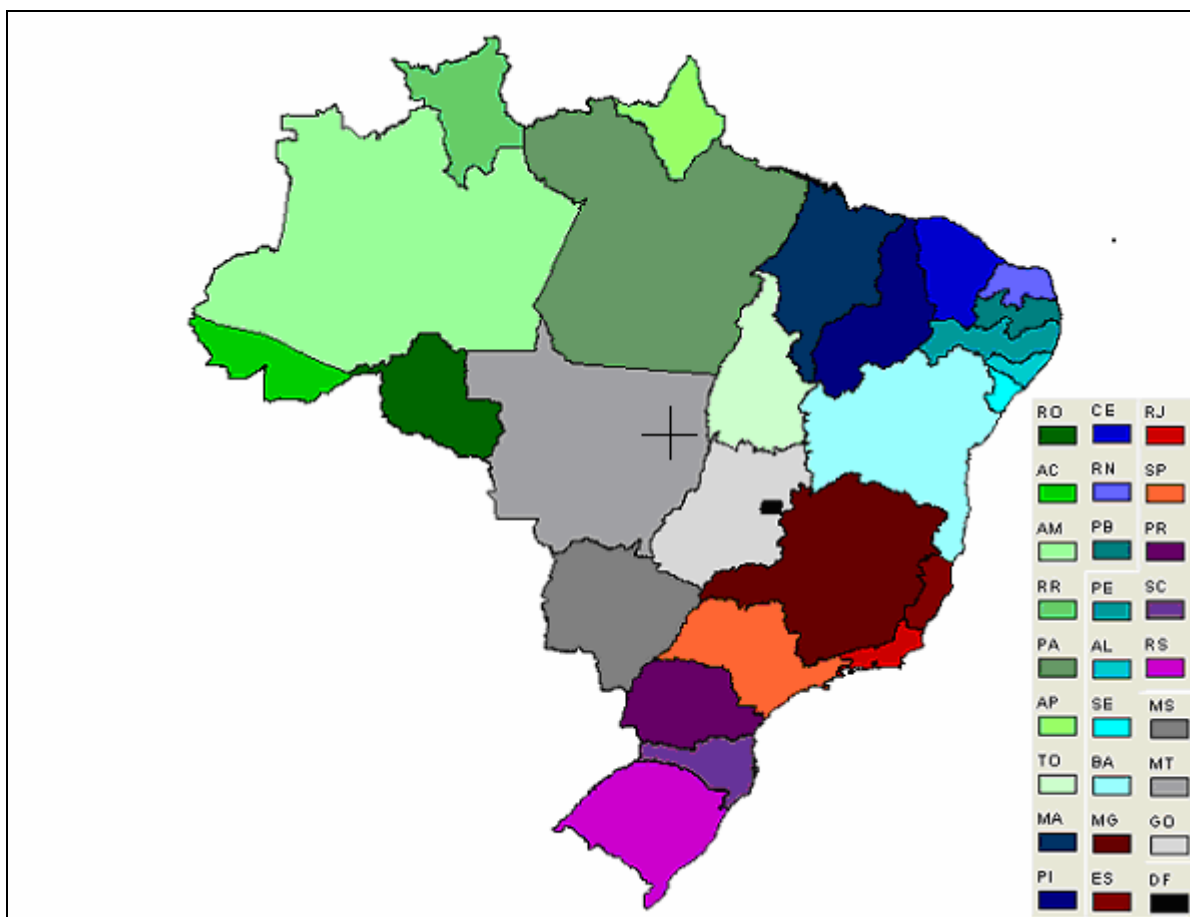 RO CE RJ
AC RN SP
AM PB PR
RR PE SC
PA AL RS
AP SE MS
TO BA MT
MA MG GO
PI ES DF